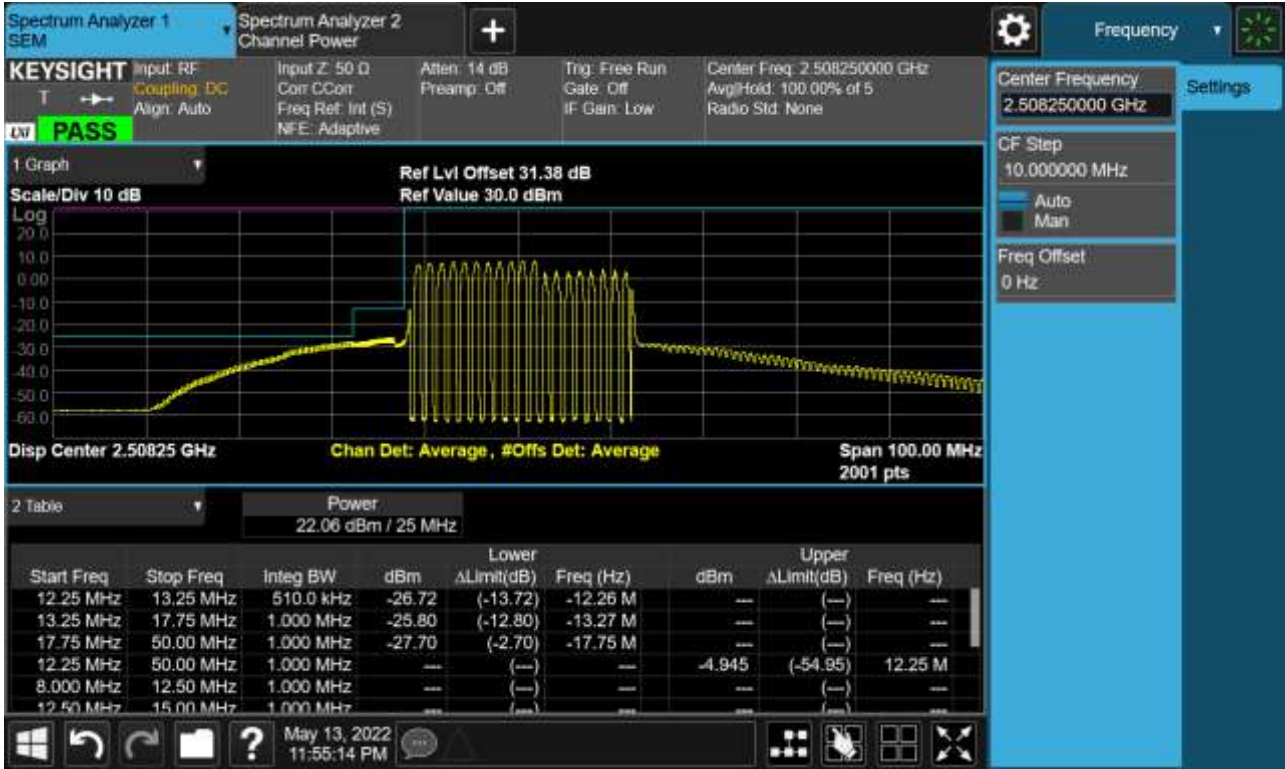 Spectrum Analyzer 1
SEM
Spectrum Analyzer 2
Channel Power
Frequency
KEYSIGHT
Input: RF
Coupling: DC
Align: Auto
Input Z: 50 Ω
Corr CCorr
Freq Ref: Int (S)
NFE: Adaptive
Atten: 14 dB
Preamp: Off
Trig: Free Run
Gate: Off
IF Gain: Low
Center Freq: 2.508250000 GHz
Avg|Hold: 100.00% of 5
Radio Std: None
T
LXI
PASS
Center Frequency
2.508250000 GHz
Settings
CF Step
10.000000 MHz
Auto
Man
Freq Offset
0 Hz
1 Graph
Ref Lvl Offset 31.38 dB
Scale/Div 10 dB
Ref Value 30.0 dBm
Log
20.0
10.0
0.00
-10.0
-20.0
-30.0
-40.0
-50.0
-60.0
Disp Center 2.50825 GHz
Chan Det: Average, #Offs Det: Average
Span 100.00 MHz
2001 pts
2 Table
Power
22.06 dBm / 25 MHz
Lower Upper
Start Freq Stop Freq Integ BW dBm ΔLimit(dB) Freq (Hz) dBm ΔLimit(dB) Freq (Hz)
12.25 MHz 13.25 MHz 510.0 kHz -26.72 (-13.72) -12.26 M --- (---) ---
13.25 MHz 17.75 MHz 1.000 MHz -25.80 (-12.80) -13.27 M --- (---) ---
17.75 MHz 50.00 MHz 1.000 MHz -27.70 (-2.70) -17.75 M --- (---) ---
12.25 MHz 50.00 MHz 1.000 MHz --- (---) --- -4.945 (-54.95) 12.25 M
8.000 MHz 12.50 MHz 1.000 MHz --- (---) --- --- (---) ---
12.50 MHz 15.00 MHz 1.000 MHz --- (---) --- --- (---) ---
?
May 13, 2022
11:55:14 PM